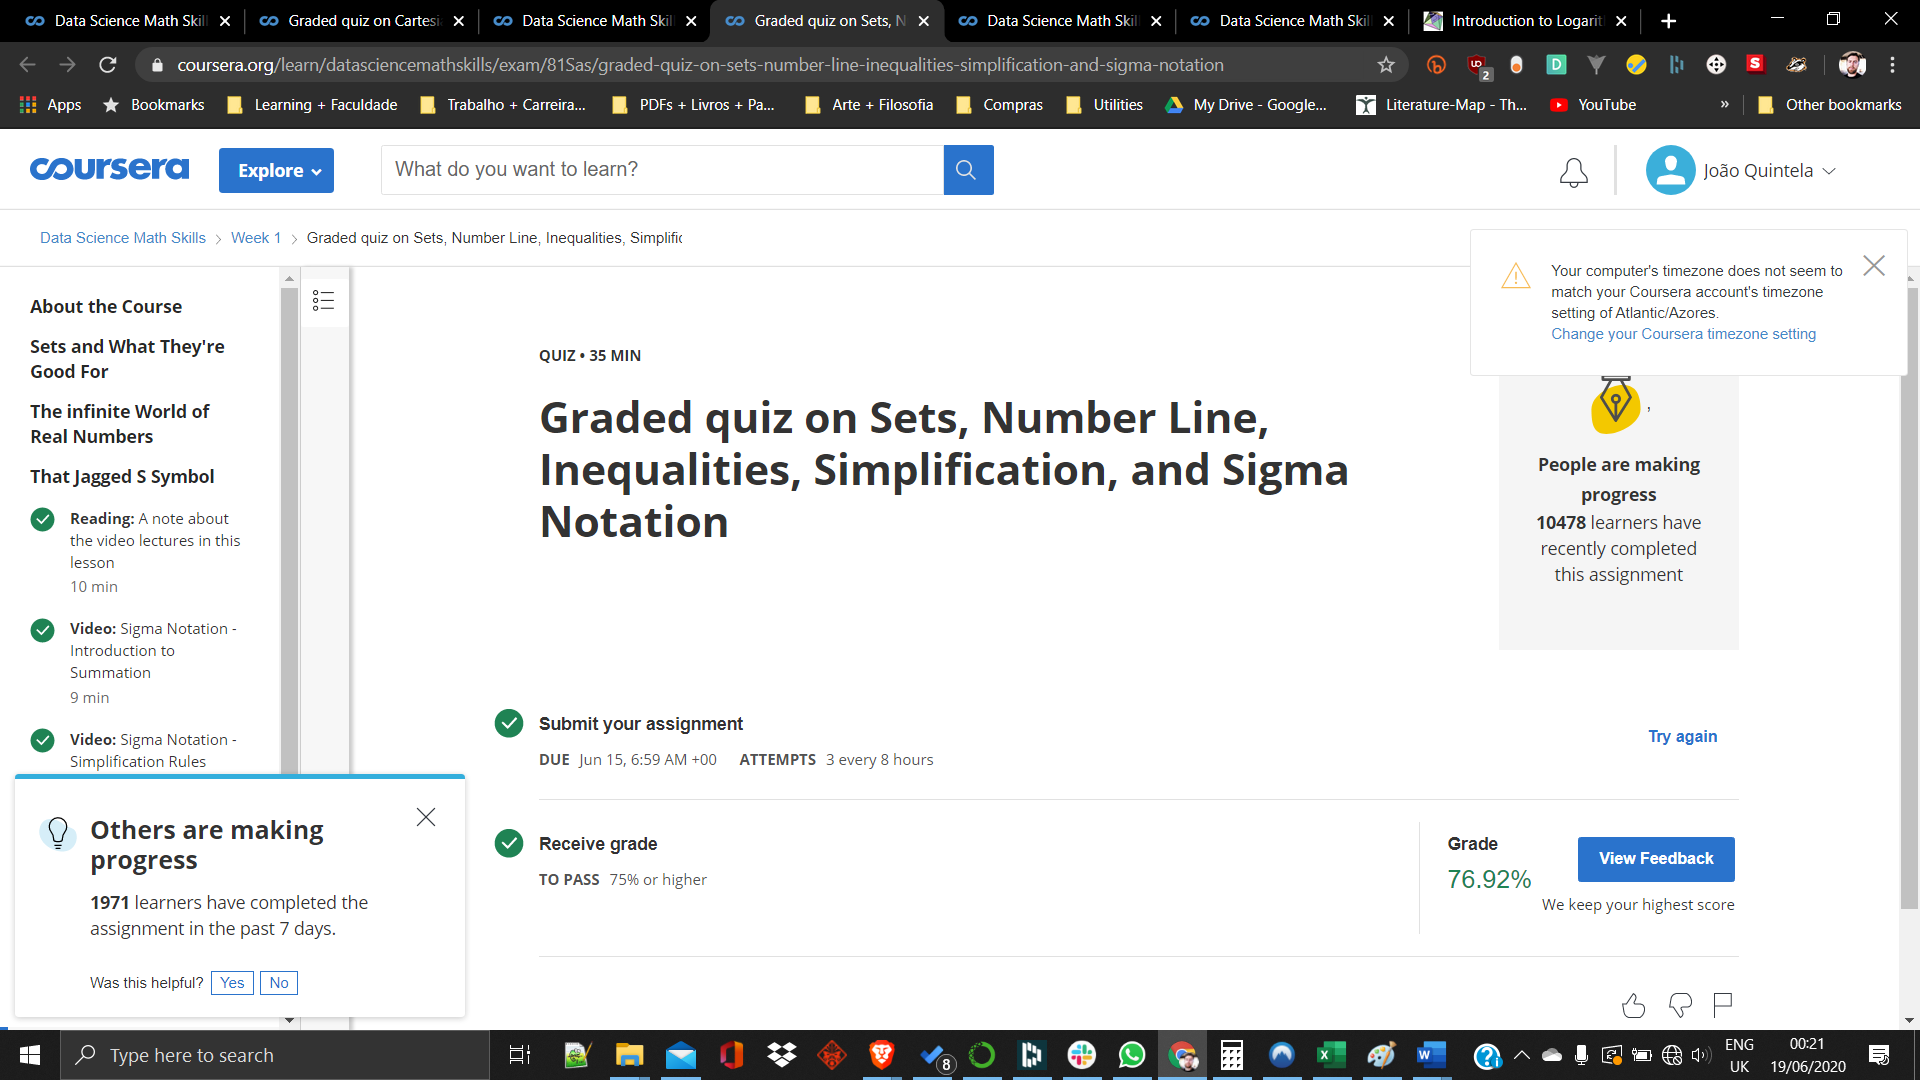 Data Science Math Skil
Graded quiz on Cartesi
Data Science Math Skil
Graded quiz on Sets, N
Data Science Math Skil
Data Science Math Skil
Introduction to Logarit
coursera.org/learn/datasciencemathskills/exam/81Sas/graded-quiz-on-sets-number-line-inequalities-simplification-and-sigma-notation
2
Apps
Bookmarks
Learning + Faculdade
Trabalho + Carreira...
PDFs + Livros + Pa...
Arte + Filosofia
Compras
Utilities
My Drive - Google...
Literature-Map - Th...
YouTube
»
Other bookmarks
coursera
Explore
What do you want to learn?
João Quintela
Data Science Math Skills > Week 1 > Graded quiz on Sets, Number Line, Inequalities, Simplific
Your computer's timezone does not seem to
match your Coursera account's timezone
setting of Atlantic/Azores.
Change your Coursera timezone setting
About the Course
Sets and What They're
Good For
The infinite World of
Real Numbers
That Jagged S Symbol
Reading: A note about
the video lectures in this
lesson
10 min
Video: Sigma Notation -
Introduction to
Summation
9 min
Video: Sigma Notation -
Simplification Rules
QUIZ • 35 MIN
Graded quiz on Sets, Number Line,
Inequalities, Simplification, and Sigma
Notation
People are making
progress
10478 learners have
recently completed
this assignment
Submit your assignment
DUE Jun 15, 6:59 AM +00 ATTEMPTS 3 every 8 hours
Try again
Receive grade
TO PASS 75% or higher
Grade
76.92%
View Feedback
We keep your highest score
Others are making
progress
1971 learners have completed the
assignment in the past 7 days.
Was this helpful? Yes No
Type here to search
8
ENG
UK
00:21
19/06/2020